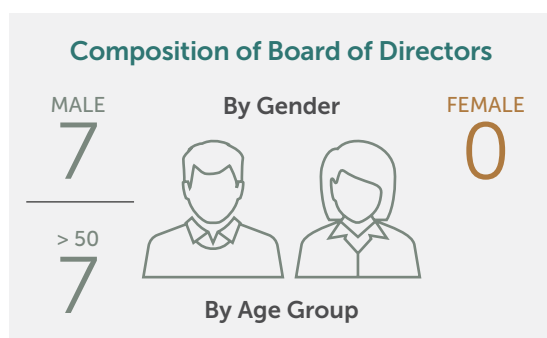 Composition of Board of Directors
MALE
7
By Gender
FEMALE
0
> 50
7
By Age Group